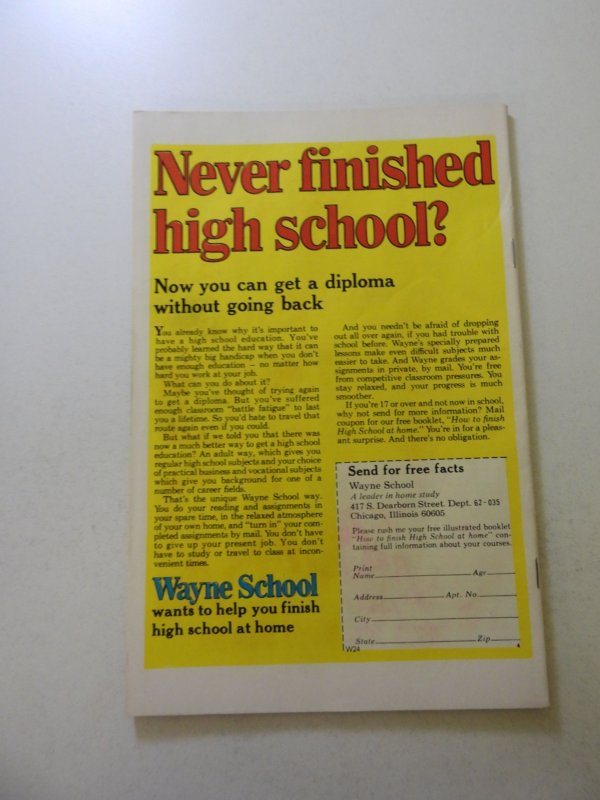 Never finished
high school?
Now you can get a diploma
without going back
You already know why it's important to
have a high school education. You've
probably learned the hard way that it can
be a mighty big handicap when you don't
have enough education – no matter how
hard you work at your job.
What can you do about it?
Maybe you've thought of trying again
to get a diploma. But you've suffered
enough classroom "battle fatigue" to last
you a lifetime. So you'd hate to travel that
route again even if you could.
But what if we told you that there was
now a much better way to get a high school
education? An adult way, which gives you
regular high school subjects and your choice
of practical business and vocational subjects
which give you background for one of a
number of career fields.
That's the unique Wayne School way.
You do your reading and assignments in
your spare time, in the relaxed atmosphere
of your own home, and "turn in" your com-
pleted assignments by mail. You don't have
to give up your present job. You don't
have to study or travel to class at incon-
venient times.
Wayne School
wants to help you finish
high school at home
And you needn't be afraid of dropping
out all over again, if you had trouble with
school before. Wayne's specially prepared
lessons make even difficult subjects much
easier to take. And Wayne grades your as-
signments in private, by mail. You're free
from competitive classroom pressures. You
stay relaxed, and your progress is much
smoother.
If you're 17 or over and not now in school,
why not send for more information? Mail
coupon for our free booklet, "How to finish
High School at home." You're in for a pleas-
ant surprise. And there's no obligation.
Send for free facts
Wayne School
A leader in home study
417 S. Dearborn Street. Dept. 62-035
Chicago, Illinois 60605
Please rush me your free illustrated booklet
"How to finish High School at home" con-
taining full information about your courses.
Print
Name Age
Address Apt. No.
City
State Zip
W24